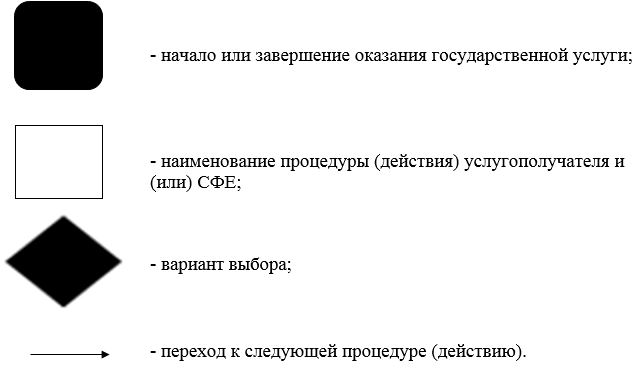 - начало или завершение оказания государственной услуги;
- наименование процедуры (действия) услугополучателя и
(или) СФЕ;
- вариант выбора;
- переход к следующей процедуре (действию).